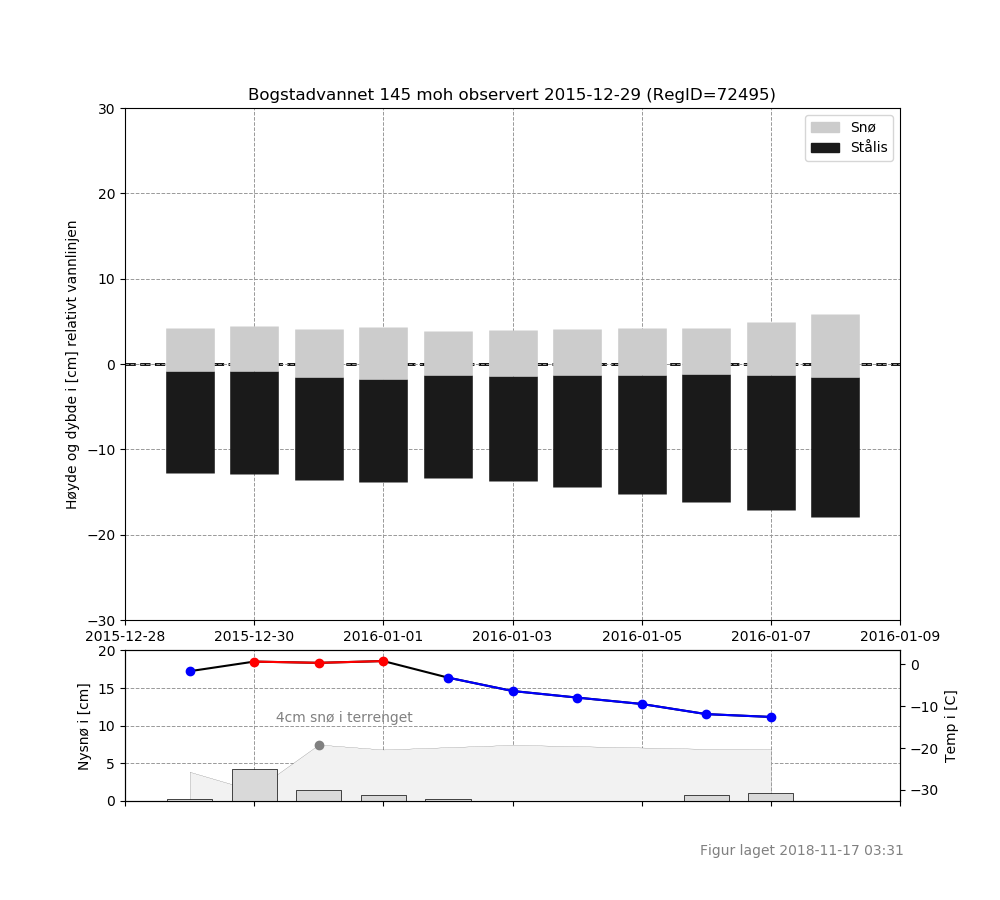 Bogstadvannet 145 moh observert 2015-12-29 (RegID=72495)
Snø
Stålis
Høyde og dybde i [cm] relativt vannlinjen
30
20
10
0
−10
−20
−30
2015-12-28
2015-12-30
2016-01-01
2016-01-03
2016-01-05
2016-01-07
2016-01-09
Nysnø i [cm]
20
15
10
5
0
4cm snø i terrenget
0
−10
−20
−30
Temp i [C]
Figur laget 2018-11-17 03:31